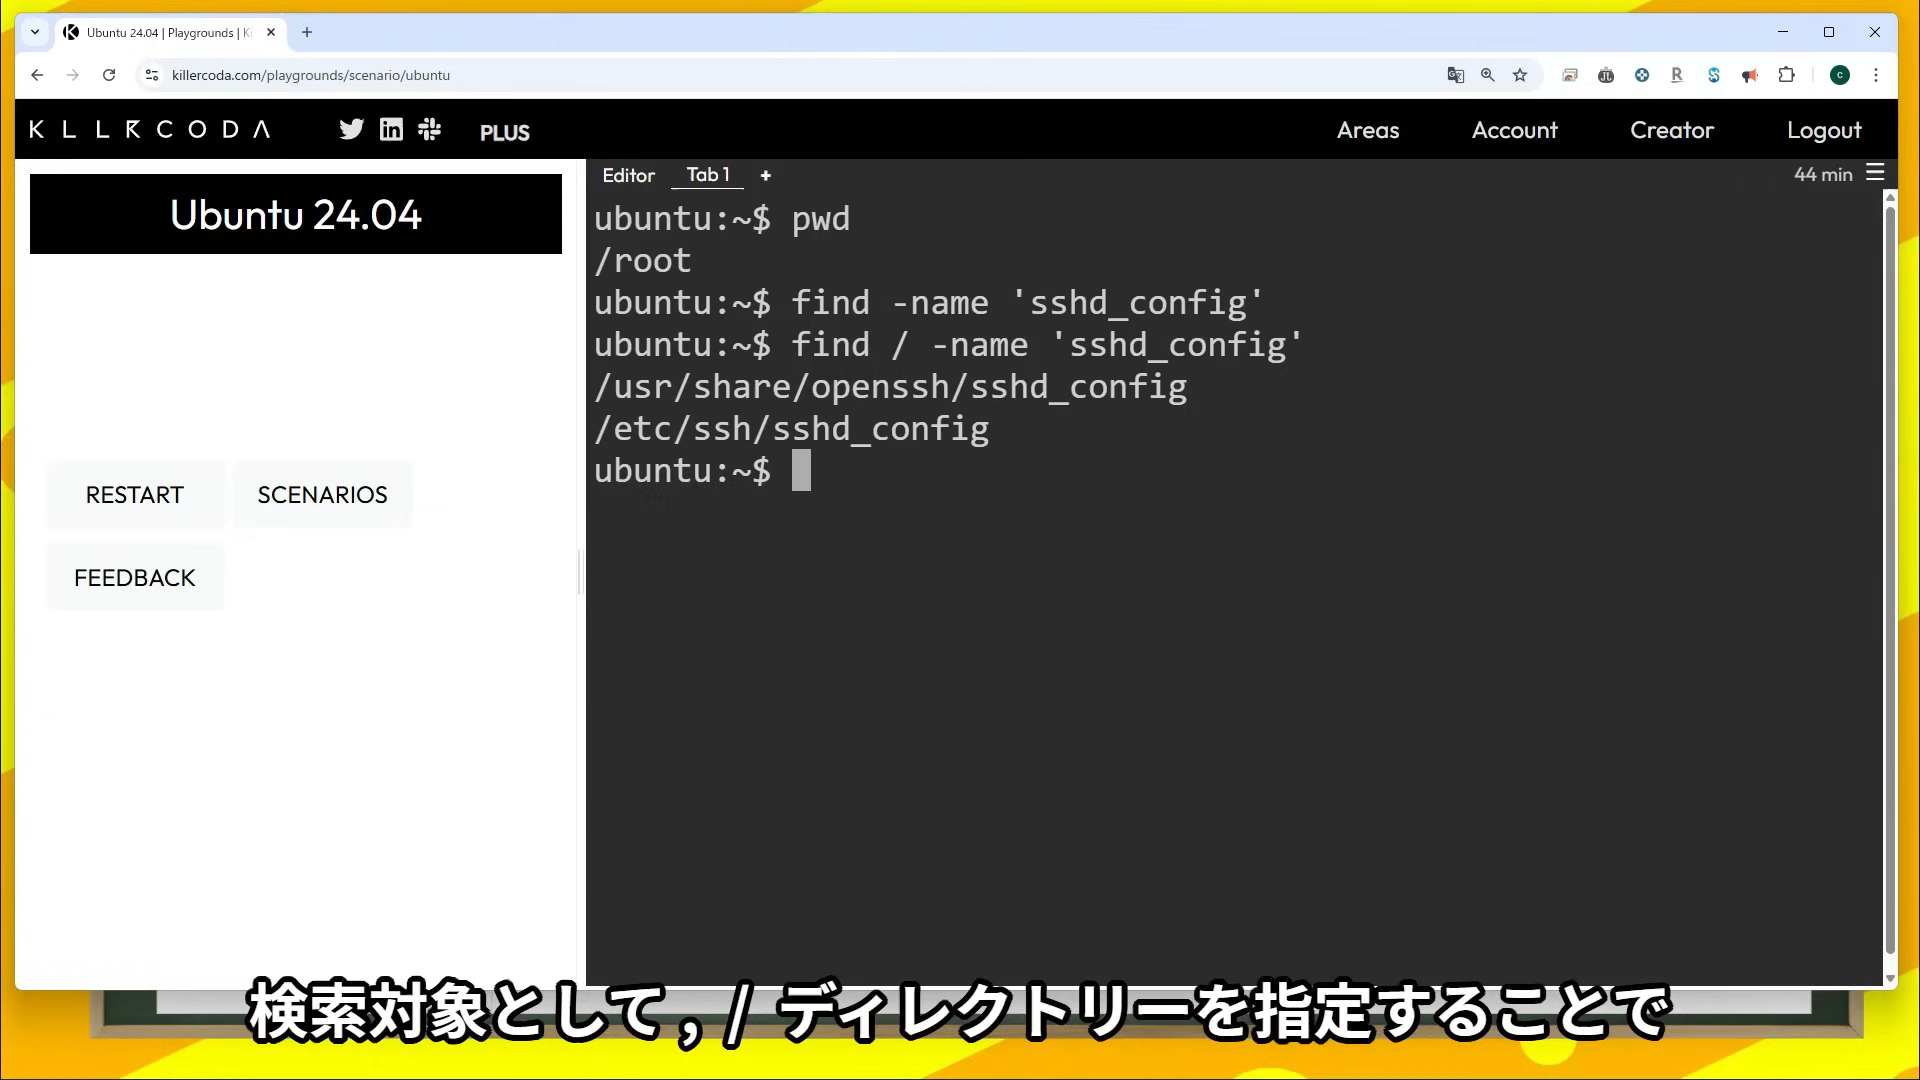 Ubuntu 24.04 | Playgrounds | K
killercoda.com/playgrounds/scenario/ubuntu
KLLRCODA
PLUS
Areas
Account
Creator
Logout
Ubuntu 24.04
RESTART
SCENARIOS
FEEDBACK
Editor
Tab 1
+
44 min
ubuntu:~$ pwd
/root
ubuntu:~$ find -name 'sshd_config'
ubuntu:~$ find / -name 'sshd_config'
/usr/share/openssh/sshd_config
/etc/ssh/sshd_config
ubuntu:~$
検索対象として, / ディレクトリーを指定することで